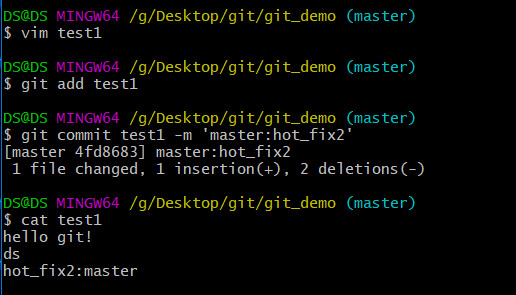 DS@DS MINGW64 /g/Desktop/git/git_demo (master)
$ vim test1
DS@DS MINGW64 /g/Desktop/git/git_demo (master)
$ git add test1
DS@DS MINGW64 /g/Desktop/git/git_demo (master)
$ git commit test1 -m 'master:hot_fix2'
[master 4fd8683] master:hot_fix2
 1 file changed, 1 insertion(+), 2 deletions(-)
DS@DS MINGW64 /g/Desktop/git/git_demo (master)
$ cat test1
hello git!
ds
hot_fix2:master